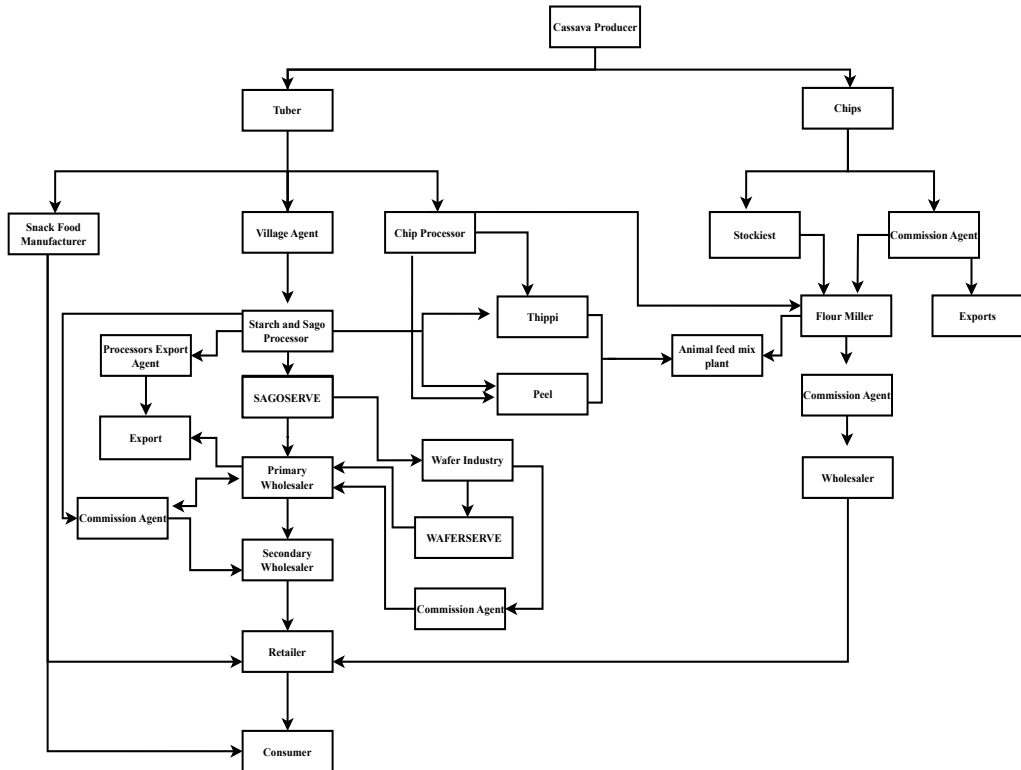 Cassava Producer
Tuber
Chips
Snack Food
Manufacturer
Village Agent
Chip Processor
Stockiest
Commission Agent
Thippi
Flour Miller
Exports
Starch and Sago
Processor
Processors Export
Agent
Animal feed mix
plant
Peel
SAGOSERVE
Commission Agent
Export
Wafer Industry
Primary
Wholesaler
Wholesaler
Commission Agent
WAFERSERVE
Secondary
Wholesaler
Commission Agent
Retailer
Consumer